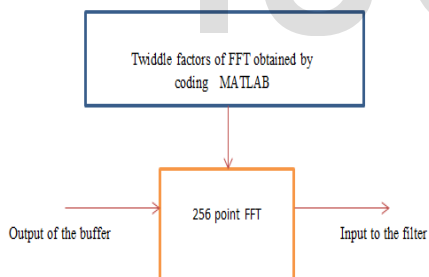 Twiddle factors of FFT obtained by
coding MATLAB
256 point FFT
Output of the buffer
Input to the filter